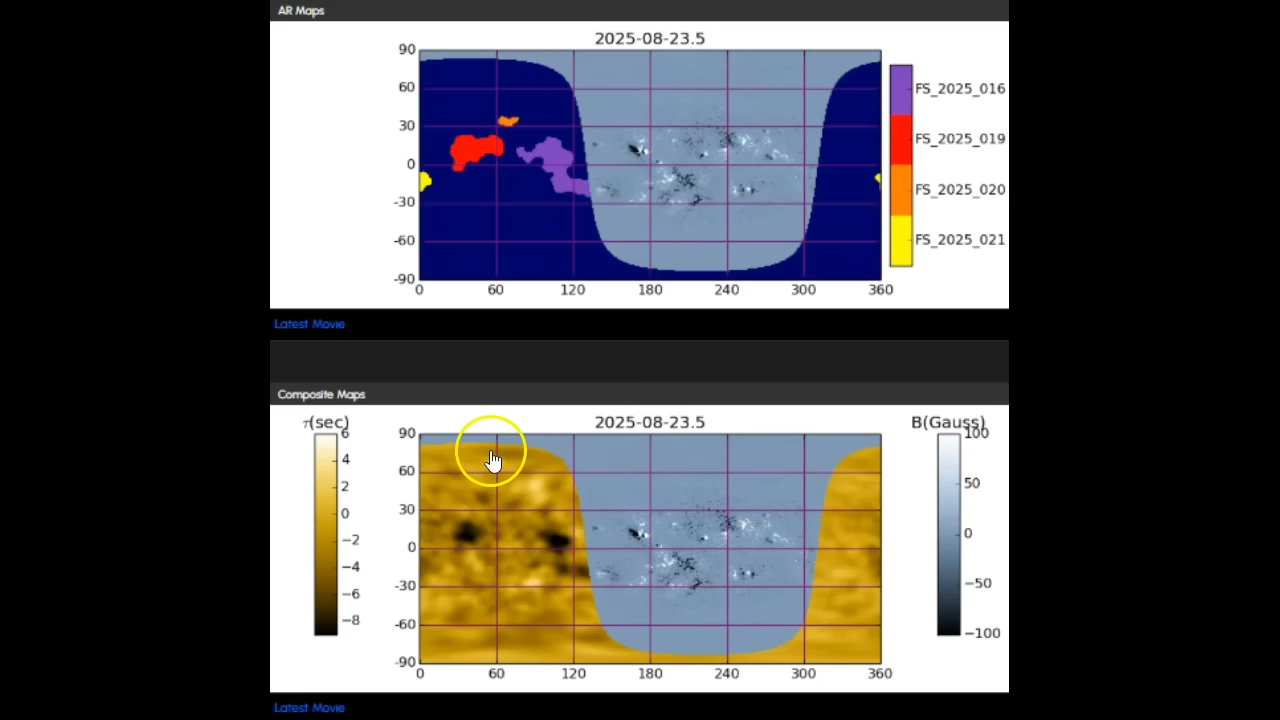 AR Maps
2025-08-23.5
90
60
30
0
-30
-60
-90
0 60 120 180 240 300 360
FS_2025_016
FS_2025_019
FS_2025_020
FS_2025_021
Latest Movie
Composite Maps
τ(sec)
6
4
2
0
−2
−4
−6
−8
2025-08-23.5
90
60
30
0
-30
-60
-90
0 60 120 180 240 300 360
B(Gauss)
100
50
0
−50
−100
Latest Movie